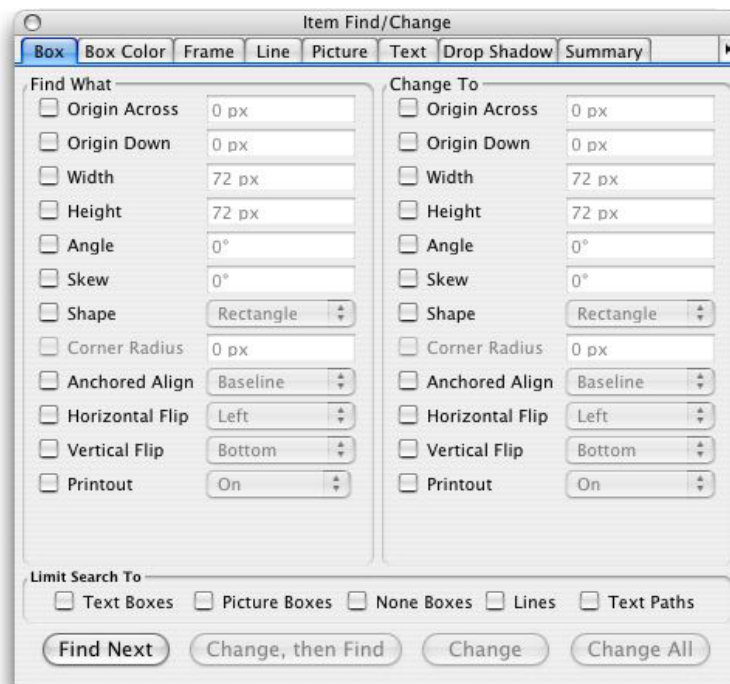 Item Find/Change
Box Box Color Frame Line Picture Text Drop Shadow Summary
Find What
Origin Across 0 px
Origin Down 0 px
Width 72 px
Height 72 px
Angle 0°
Skew 0°
Shape Rectangle
Corner Radius 0 px
Anchored Align Baseline
Horizontal Flip Left
Vertical Flip Bottom
Printout On
Change To
Origin Across 0 px
Origin Down 0 px
Width 72 px
Height 72 px
Angle 0°
Skew 0°
Shape Rectangle
Corner Radius 0 px
Anchored Align Baseline
Horizontal Flip Left
Vertical Flip Bottom
Printout On
Limit Search To
Text Boxes Picture Boxes None Boxes Lines Text Paths
Find Next Change, then Find Change Change All